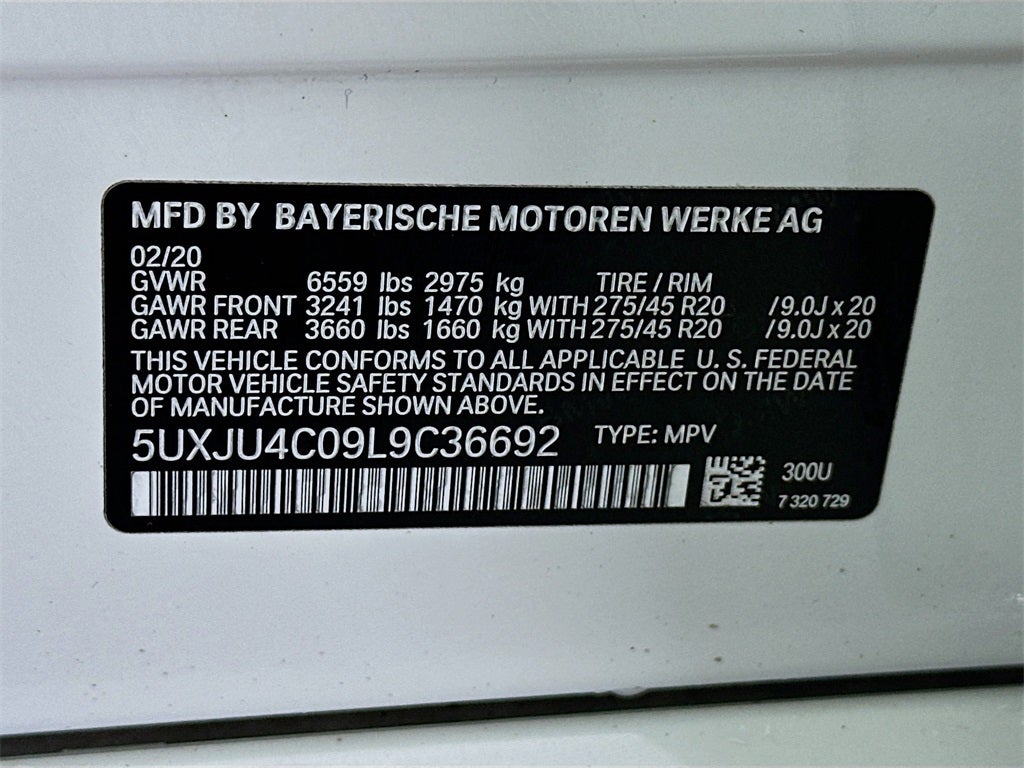 MFD BY BAYERISCHE MOTOREN WERKE AG
02/20
GVWR 6559 lbs 2975 kg TIRE / RIM
GAWR FRONT 3241 lbs 1470 kg WITH 275/45 R20 / 9.0J x 20
GAWR REAR 3660 lbs 1660 kg WITH 275/45 R20 / 9.0J x 20
THIS VEHICLE CONFORMS TO ALL APPLICABLE U. S. FEDERAL
MOTOR VEHICLE SAFETY STANDARDS IN EFFECT ON THE DATE
OF MANUFACTURE SHOWN ABOVE.
5UXJU4C09L9C36692 TYPE: MPV
300U
7 320 729